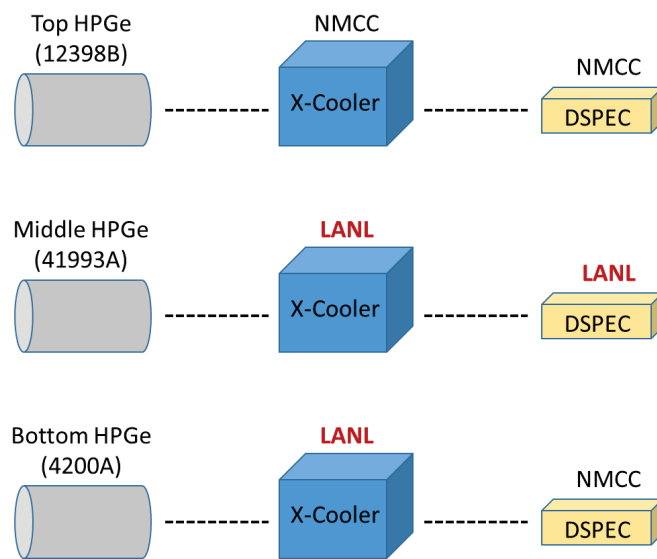 Top HPGe
(12398B)
NMCC
X-Cooler
NMCC
DSPEC
Middle HPGe
(41993A)
LANL
X-Cooler
LANL
DSPEC
Bottom HPGe
(4200A)
LANL
X-Cooler
NMCC
DSPEC